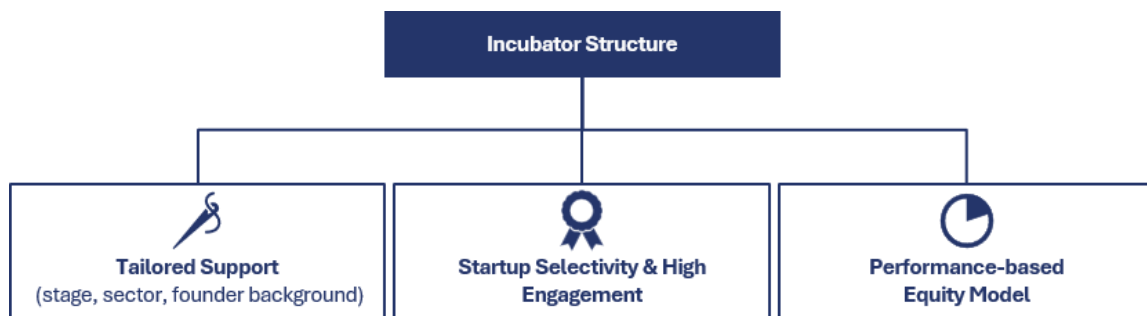 Incubator Structure
Tailored Support
(stage, sector, founder background)
Startup Selectivity & High
Engagement
Performance-based
Equity Model